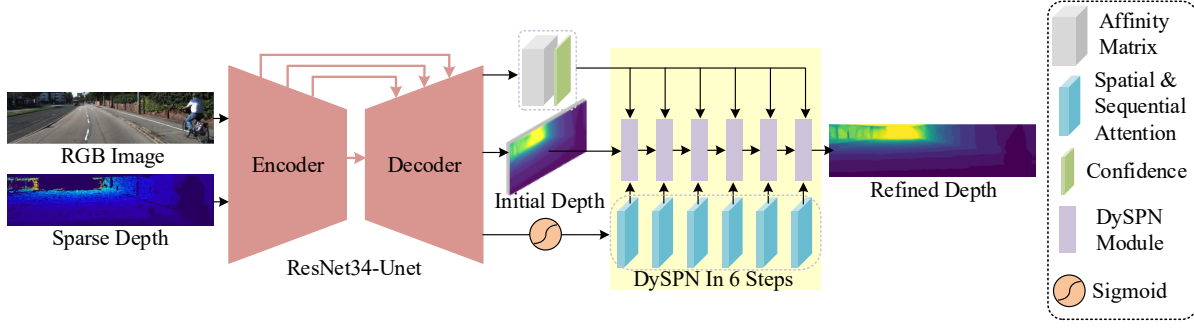 RGB Image
Sparse Depth
Encoder
Decoder
ResNet34-Unet
Initial Depth
DySPN In 6 Steps
Refined Depth
Affinity
Matrix
Spatial &
Sequential
Attention
Confidence
DySPN
Module
Sigmoid